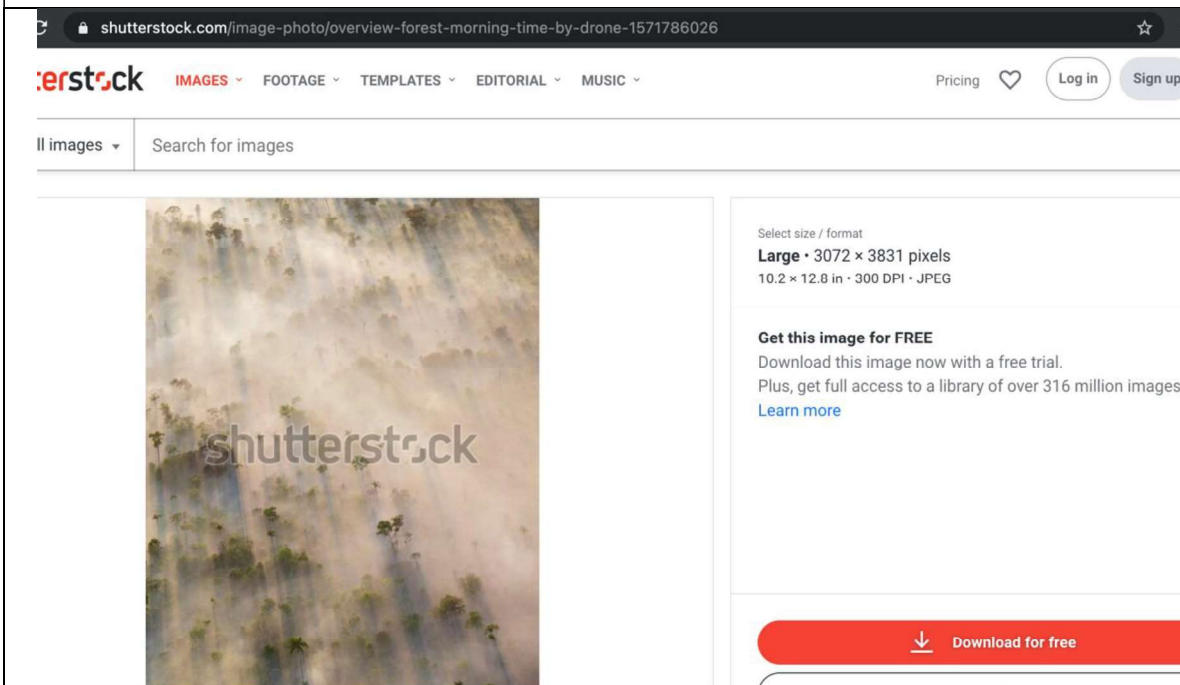 shutterstock.com/image-photo/overview-forest-morning-time-by-drone-1571786026
erstock IMAGES FOOTAGE TEMPLATES EDITORIAL MUSIC Pricing Log in Sign up
ll images Search for images
Select size / format
Large • 3072 × 3831 pixels
10.2 × 12.8 in · 300 DPI · JPEG
Get this image for FREE
Download this image now with a free trial.
Plus, get full access to a library of over 316 million images
Learn more
shutterstock
Download for free